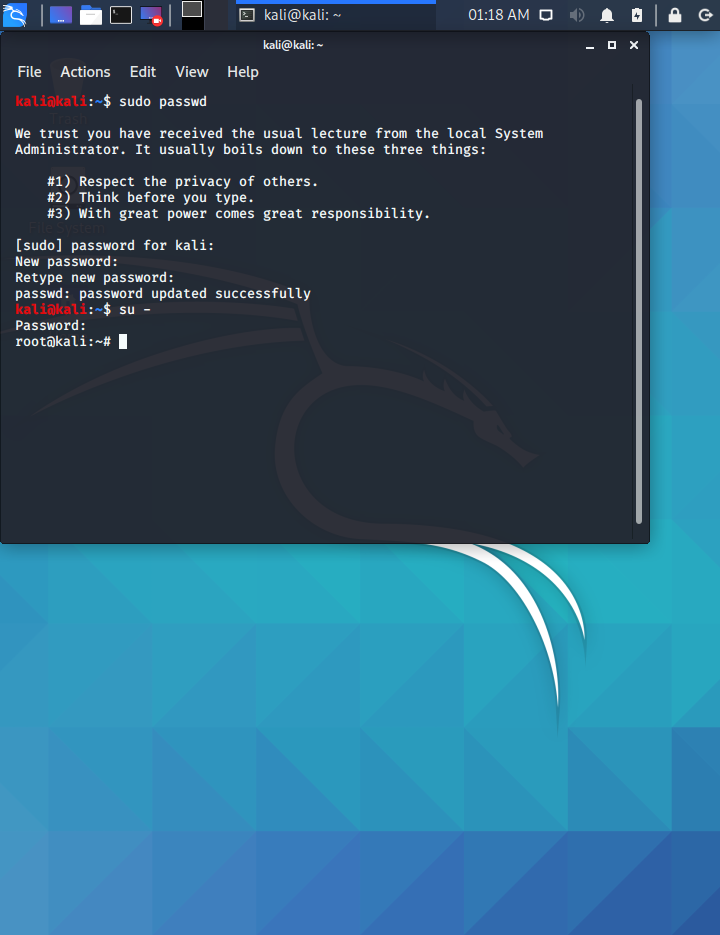 kali@kali: ~
01:18 AM
kali@kali: ~
File Actions Edit View Help
kali@kali:~$ sudo passwd
Trash
We trust you have received the usual lecture from the local System
Administrator. It usually boils down to these three things:
#1) Respect the privacy of others.
#2) Think before you type.
#3) With great power comes great responsibility.
File System
[sudo] password for kali:
New password:
Retype new password:
passwd: password updated successfully
kali@kali:~$ su -
Password:
root@kali:~#